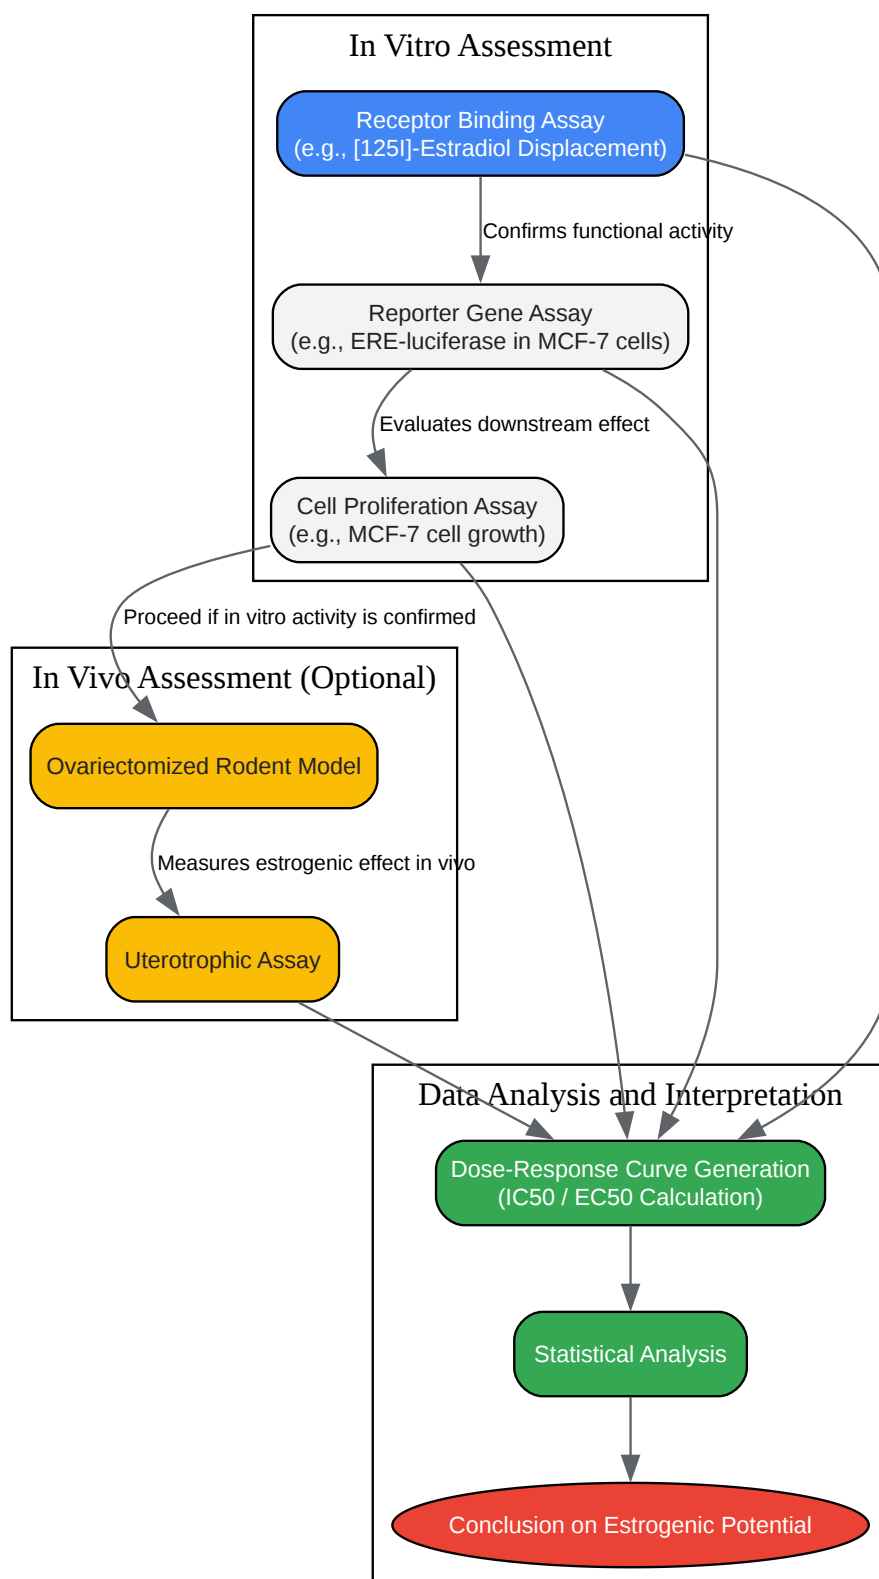 In Vitro Assessment
Receptor Binding Assay
(e.g., [125I]-Estradiol Displacement)
Confirms functional activity
Reporter Gene Assay
(e.g., ERE-luciferase in MCF-7 cells)
Evaluates downstream effect
Cell Proliferation Assay
(e.g., MCF-7 cell growth)
Proceed if in vitro activity is confirmed
In Vivo Assessment (Optional)
Ovariectomized Rodent Model
Measures estrogenic effect in vivo
Uterotrophic Assay
Data Analysis and Interpretation
Dose-Response Curve Generation
(IC50 / EC50 Calculation)
Statistical Analysis
Conclusion on Estrogenic Potential